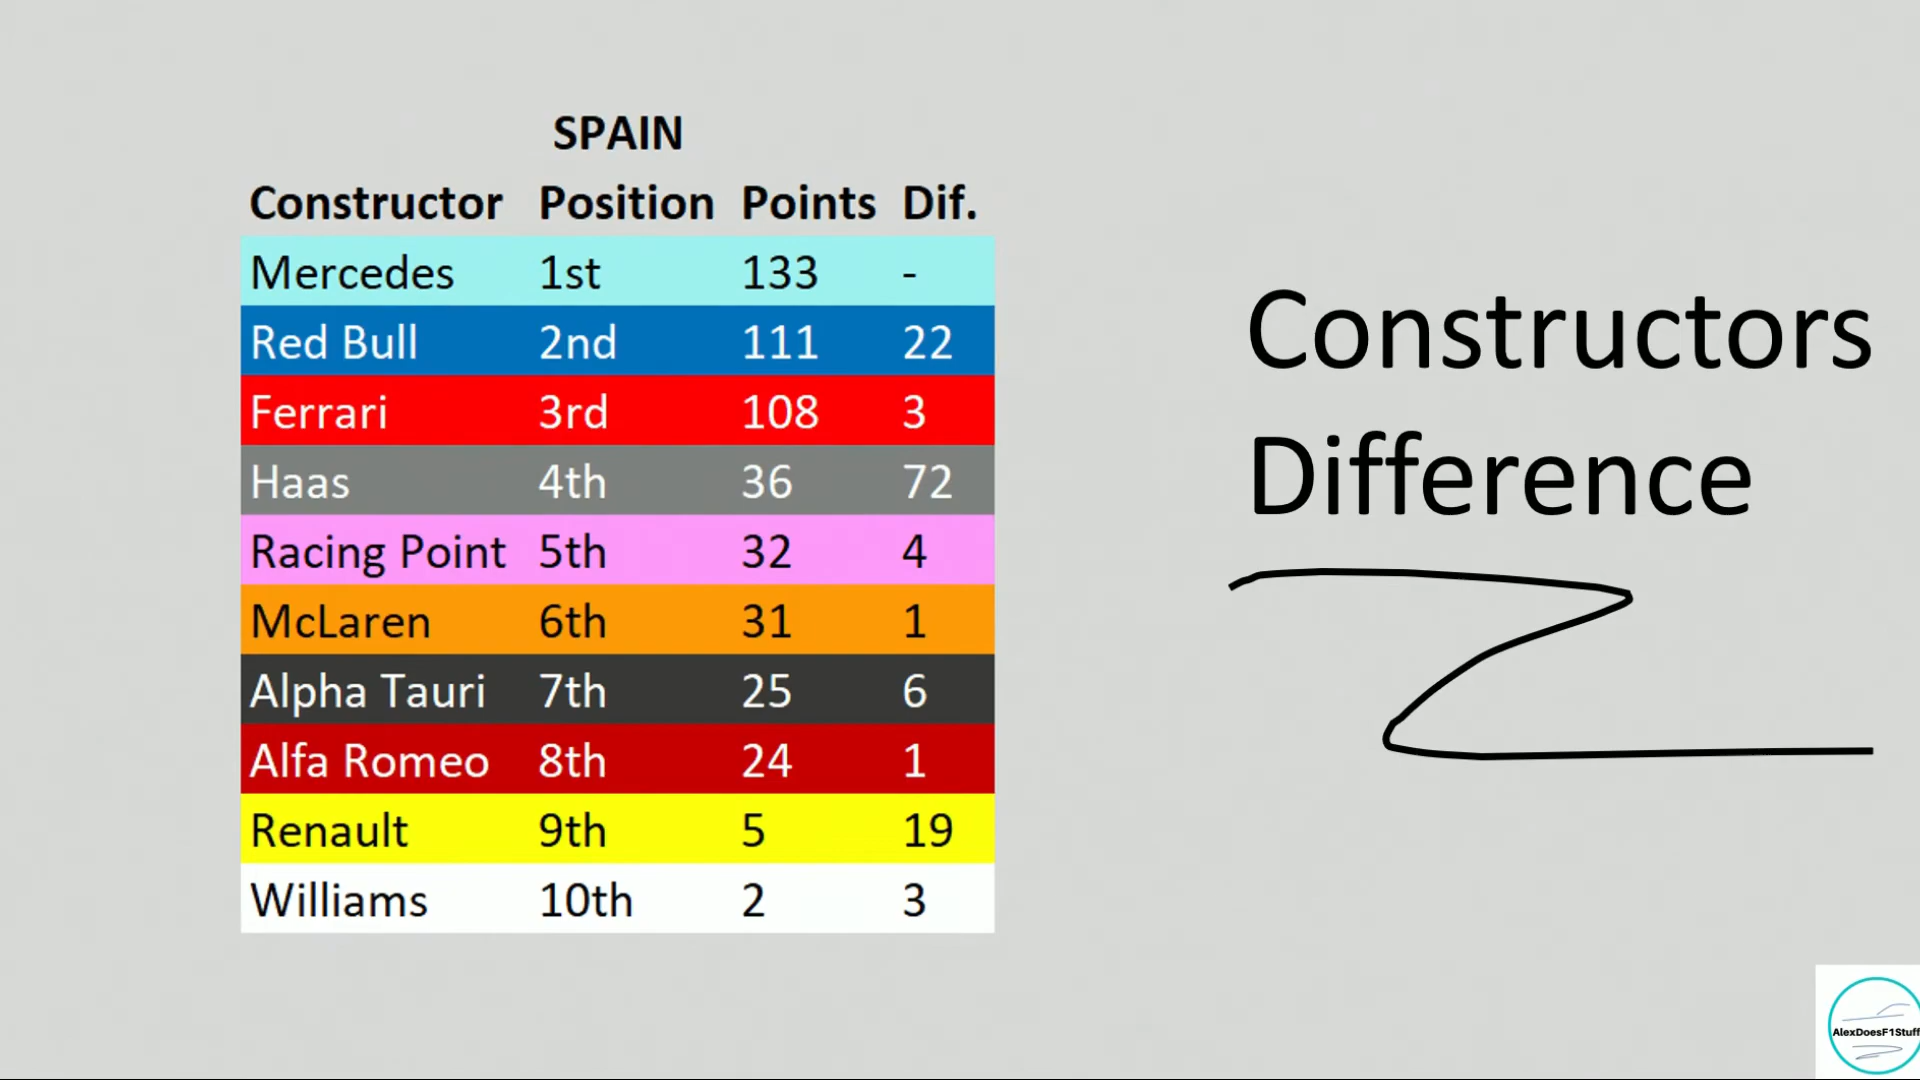 SPAIN
Constructor Position Points Dif.
Mercedes 1st 133 -
Red Bull 2nd 111 22
Ferrari 3rd 108 3
Haas 4th 36 72
Racing Point 5th 32 4
McLaren 6th 31 1
Alpha Tauri 7th 25 6
Alfa Romeo 8th 24 1
Renault 9th 5 19
Williams 10th 2 3
Constructors
Difference
AlexDoesF1Stuff